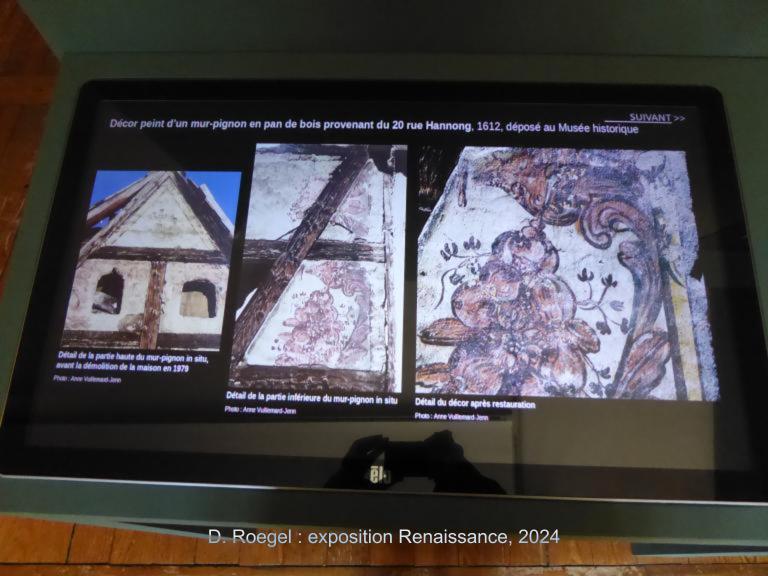 SUIVANT >>
Décor peint d'un mur-pignon en pan de bois provenant du 20 rue Hannong, 1612, déposé au Musée historique
Détail de la partie haute du mur-pignon in situ,
avant la démolition de la maison en 1979
Photo : Anne Vuillemard-Jenn
Détail de la partie inférieure du mur-pignon in situ
Photo : Anne Vuillemard-Jenn
Détail du décor après restauration
Photo : Anne Vuillemard-Jenn
elo
D. Roegel : exposition Renaissance, 2024